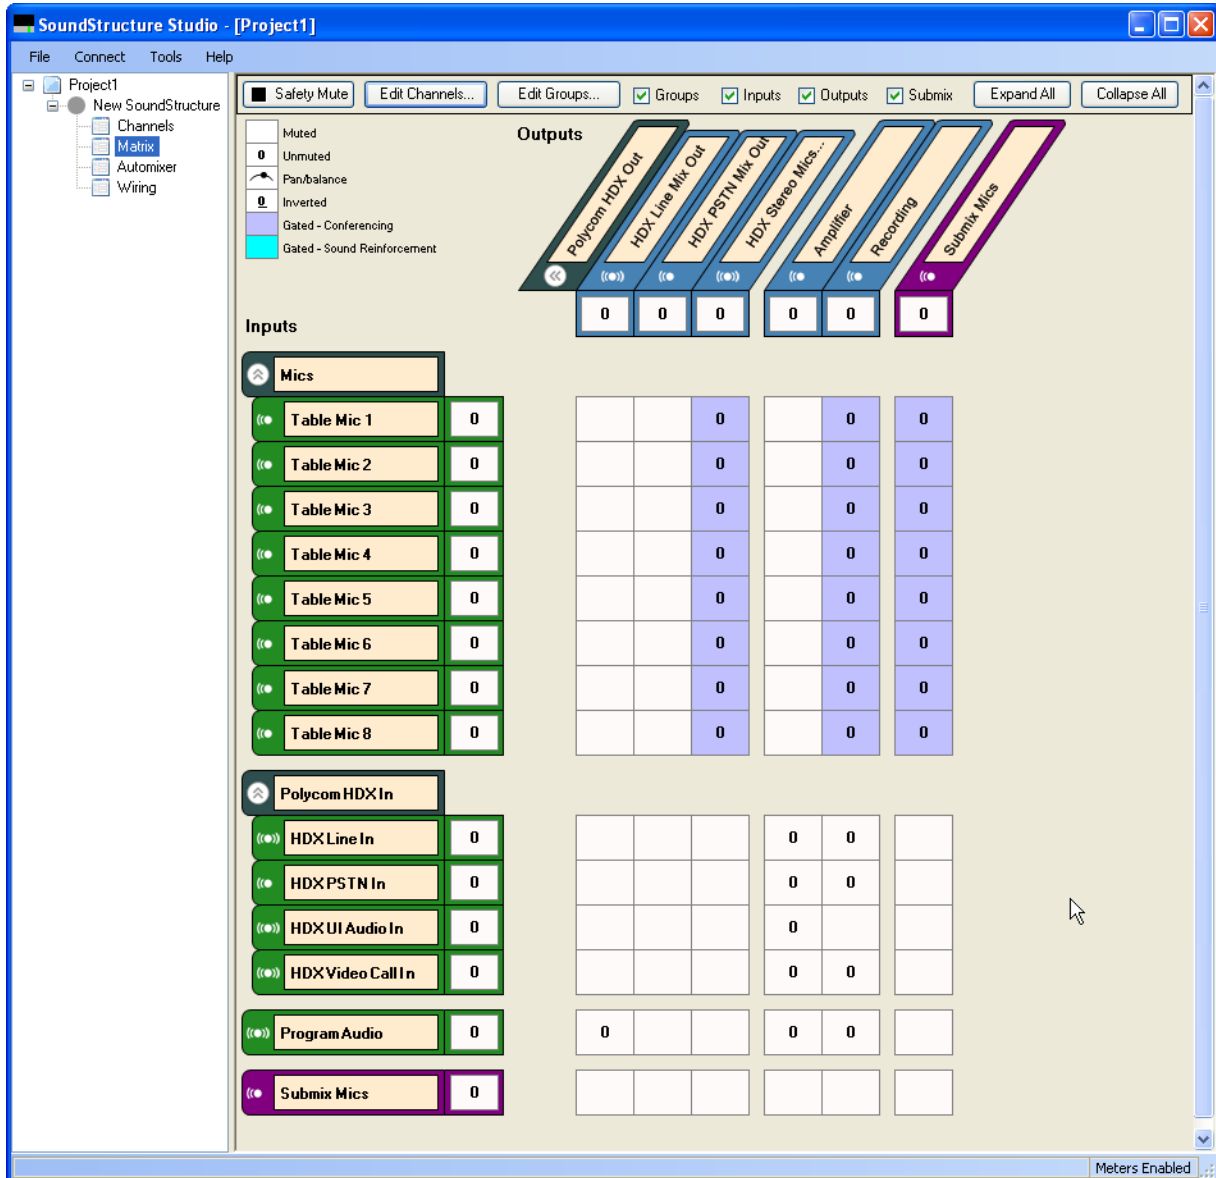 SoundStructure Studio - [Project1]
File Connect Tools Help
Project1
New SoundStructure
Channels
Matrix
Automixer
Wiring
Safety Mute Edit Channels... Edit Groups... Groups Inputs Outputs Submix Expand All Collapse All
Muted
0 Unmuted
Pan/balance
0 Inverted
Gated - Conferencing
Gated - Sound Reinforcement
Outputs
Polycom HDX Out
HDX Line Mix Out
HDX PSTN Mix Out
HDX Stereo Mics...
Amplifier
Recording
Submix Mics
0 0 0 0 0 0
Inputs
Mics
Table Mic 1 0 0 0 0
Table Mic 2 0 0 0 0
Table Mic 3 0 0 0 0
Table Mic 4 0 0 0 0
Table Mic 5 0 0 0 0
Table Mic 6 0 0 0 0
Table Mic 7 0 0 0 0
Table Mic 8 0 0 0 0
Polycom HDX In
HDX Line In 0 0 0
HDX PSTN In 0 0 0
HDX UI Audio In 0 0
HDX Video Call In 0 0 0
Program Audio 0 0 0 0
Submix Mics 0
Meters Enabled